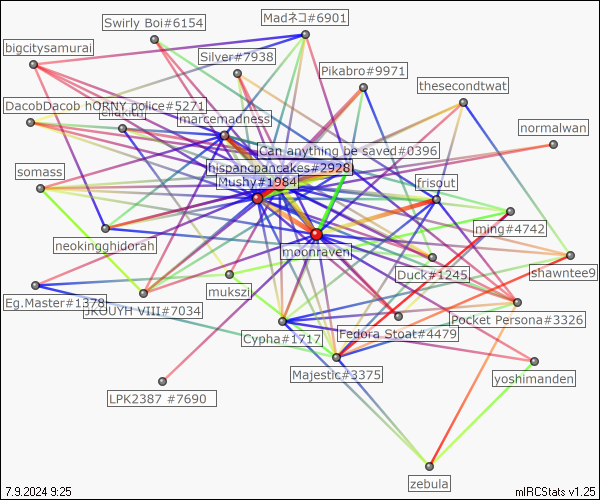 Madネコ#6901
Swirly Boi#6154
bigcitysamurai
Silver#7938
Pikabro#9971
thesecondtwat
DacobDacob hORNY police#5271
marcemadness
normalwan
Can anything be saved#0396
hispancpancakes#2928
somass
Mushy#1984
frisout
ming#4742
neokingghidorah
moonraven
Duck#1245
shawntee9
mukszi
Eg.Master#1378
JKOUYH VIII#7034
Pocket Persona#3326
Cypha#1717
Fedora Stoat#4479
Majestic#3375
yoshimanden
LPK2387 #7690
zebula
7.9.2024 9:25
mIRCStats v1.25